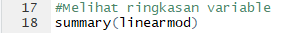 17 #Melihat ringkasan variable
18 summary(linearmod)